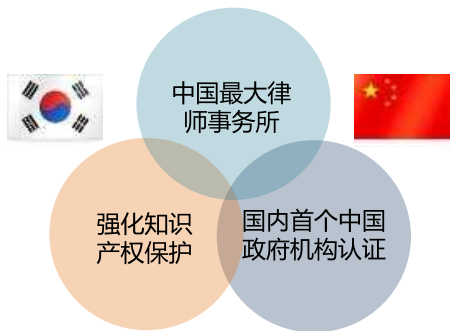 中国最大律
师事务所
强化知识
产权保护
国内首个中国
政府机构认证